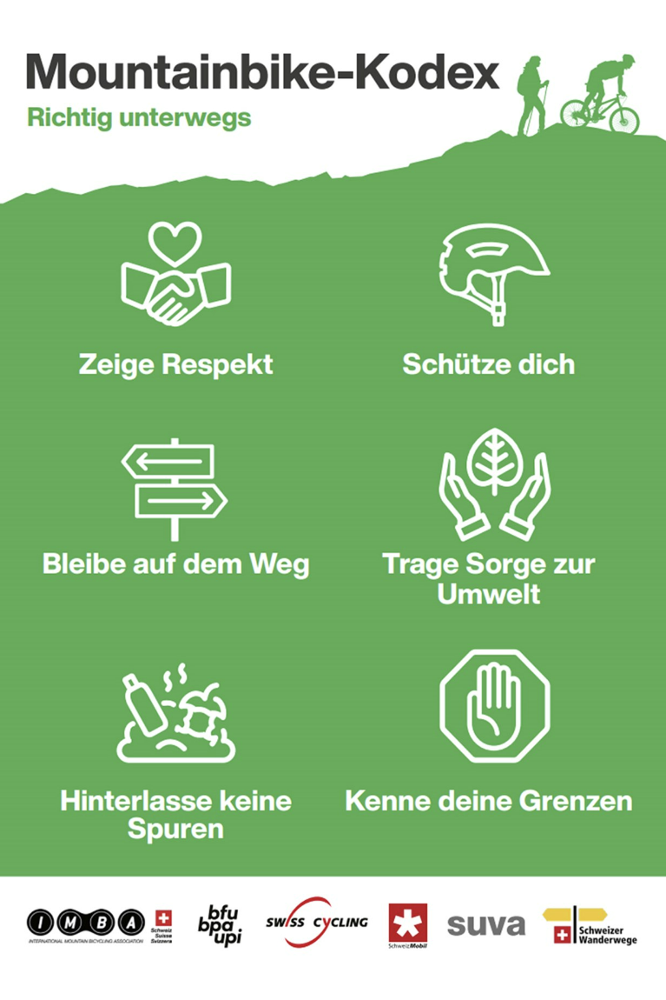 Mountainbike-Kodex
Richtig unterwegs
Zeige Respekt
Schütze dich
Bleibe auf dem Weg
Trage Sorge zur
Umwelt
Hinterlasse keine
Spuren
Kenne deine Grenzen
IMBA
INTERNATIONAL MOUNTAIN BICYCLING ASSOCIATION
Schweiz
Suisse
Svizzera
bfu
bpa
upi
SWISS CYCLING
SchweizMobil
suva
Schweizer
Wanderwege